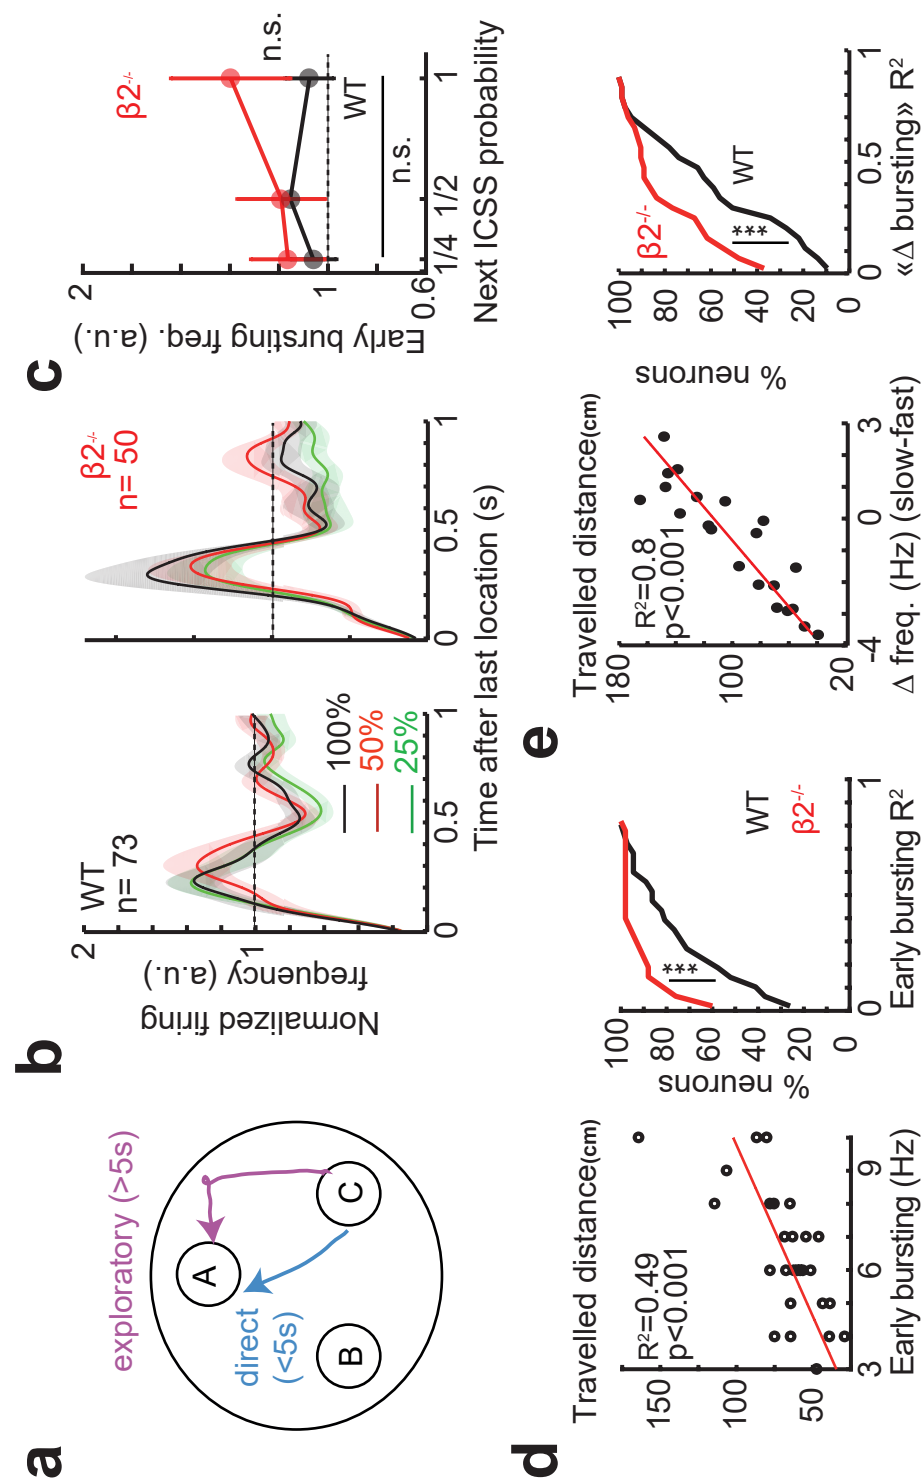 a
exploratory (>5s)
direct
(<5s)
A
B
C
b
Normalized firing
frequency (a.u.)
2
1
WT
n= 73
100%
50%
25%
0
0.5
1
β2-/-
n= 50
0
0.5
1
Time after last location (s)
c
Early bursting freq. (a.u.)
2
1
0.6
β2-/-
n.s.
WT
n.s.
1/4
1/2
1
Next ICSS probability
d
Travelled distance(cm)
150
100
50
R²=0.49
p<0.001
3
6
9
Early bursting (Hz)
% neurons
100
80
60
40
20
0
***
WT
β2-/-
0
1
Early bursting R²
e
Travelled distance(cm)
180
100
20
R²=0.8
p<0.001
-4
0
3
Δ freq. (Hz) (slow-fast)
% neurons
100
80
60
40
20
0
β2-/-
***
WT
0
0.5
1
«Δ bursting» R²